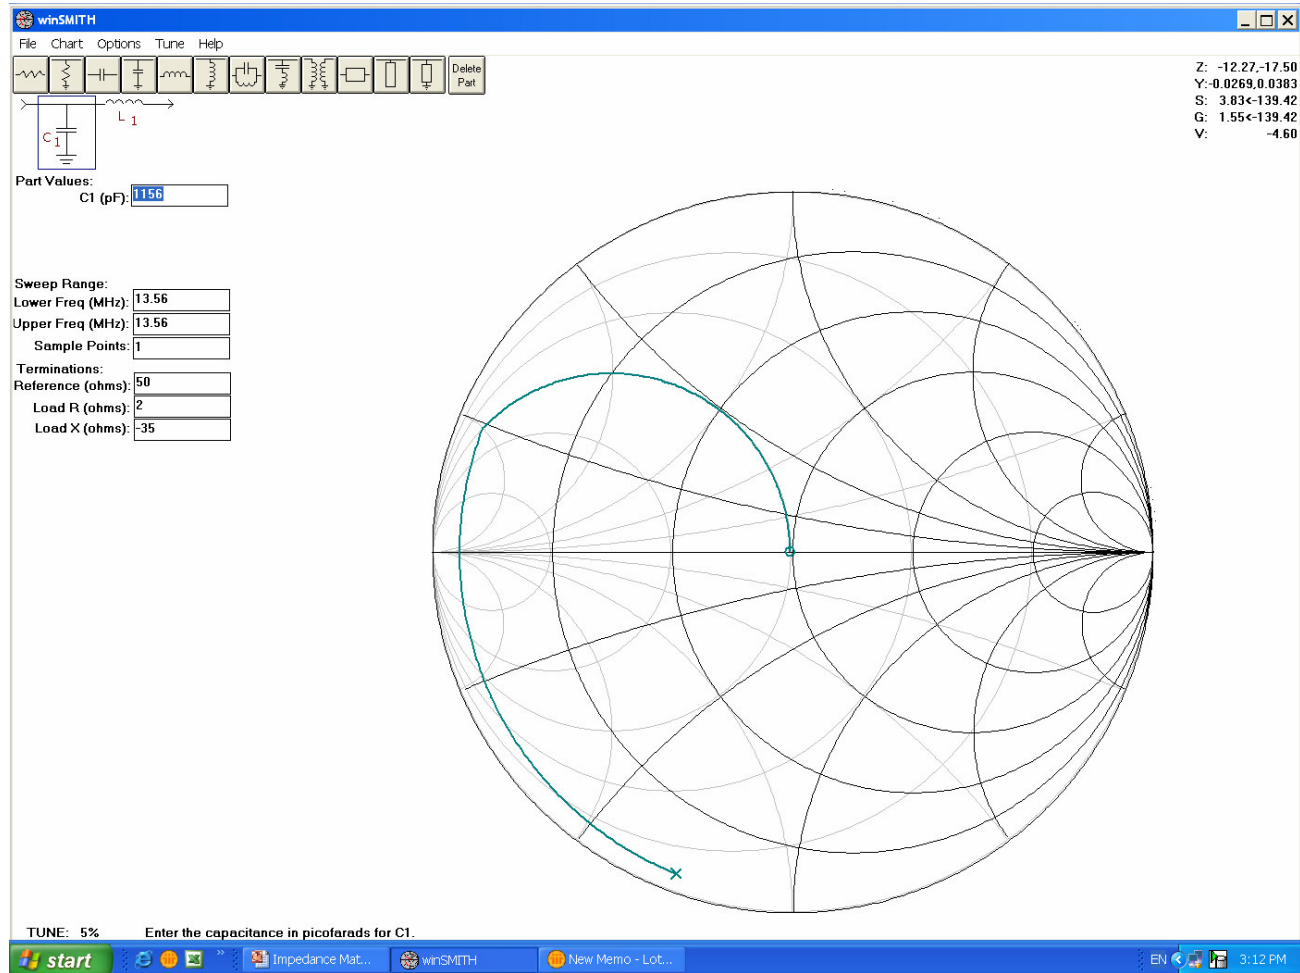 winSMITH
File Chart Options Tune Help
Delete Part
Z: -12.27,-17.50
Y:-0.0269,0.0383
S: 3.83<-139.42
G: 1.55<-139.42
V: -4.60
C 1
L 1
Part Values:
C1 (pF): 1156
Sweep Range:
Lower Freq (MHz): 13.56
Upper Freq (MHz): 13.56
Sample Points: 1
Terminations:
Reference (ohms): 50
Load R (ohms): 2
Load X (ohms): -35
TUNE: 5% Enter the capacitance in picofarads for C1.
start » Impedance Mat... winSMITH New Memo - Lot... EN 3:12 PM